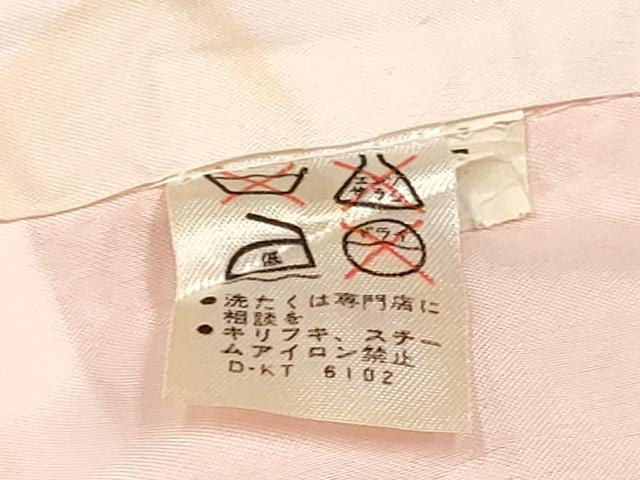 エンソ
サラシ
低
ドライ
● 洗たくは専門店に
相談を
● キリフキ、スチー
ムアイロン禁止
D-KT 6102